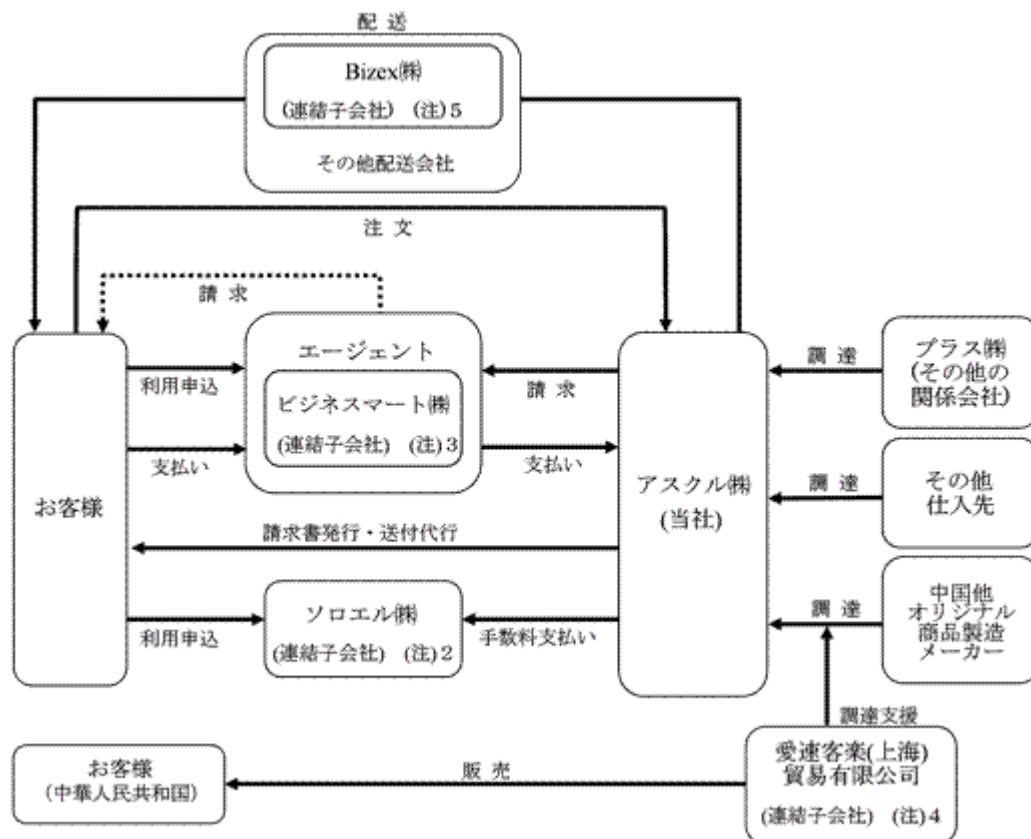 配 送
Bizex㈱
(連結子会社) (注)5
その他配送会社
注 文
請 求
エージェント
ビジネスマート㈱
(連結子会社) (注)3
利用申込
支払い
請 求
支払い
お客様
アスクル㈱
(当社)
調 達
プラス㈱
(その他の
関係会社)
調 達
その他
仕入先
請求書発行・送付代行
ソロエル㈱
(連結子会社) (注)2
利用申込
手数料支払い
調 達
中国他
オリジナル
商品製造
メーカー
調達支援
愛速客楽(上海)
貿易有限公司
(連結子会社) (注)4
販 売
お客様
(中華人民共和国)